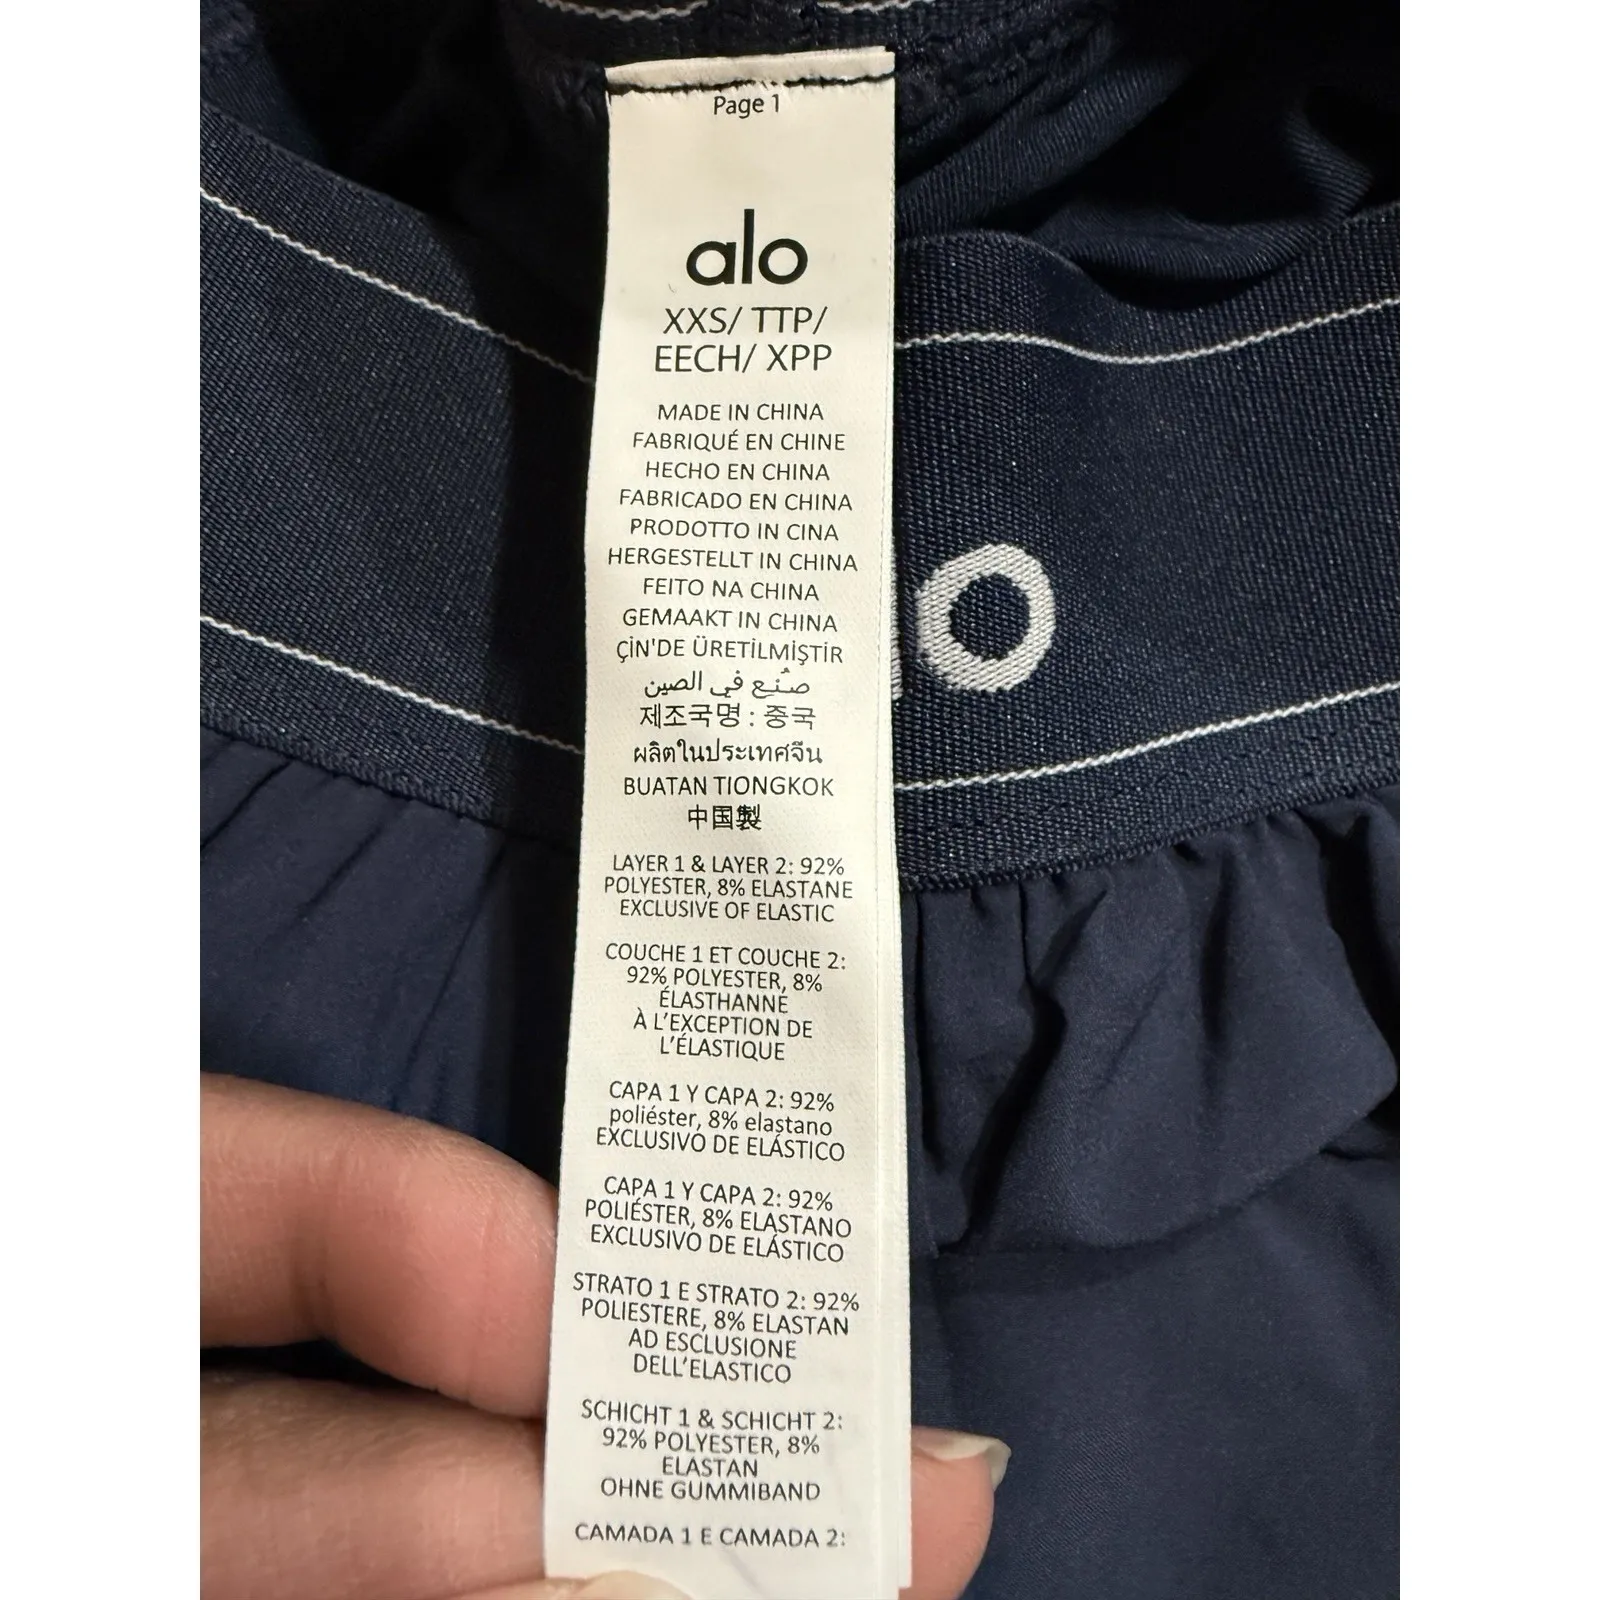 Page 1
alo
XXS/ TTP/
EECH/ XPP
MADE IN CHINA
FABRIQUÉ EN CHINE
HECHO EN CHINA
FABRICADO EN CHINA
PRODOTTO IN CINA
HERGESTELLT IN CHINA
FEITO NA CHINA
GEMAAKT IN CHINA
ÇİN'DE ÜRETİLMİŞTİR
صُنع في الصين
제조국명 : 중국
ผลิตในประเทศจีน
BUATAN TIONGKOK
中国製
LAYER 1 & LAYER 2: 92%
POLYESTER, 8% ELASTANE
EXCLUSIVE OF ELASTIC
COUCHE 1 ET COUCHE 2:
92% POLYESTER, 8%
ÉLASTHANNE
À L’EXCEPTION DE
L’ÉLASTIQUE
CAPA 1 Y CAPA 2: 92%
poliéster, 8% elastano
EXCLUSIVO DE ELÁSTICO
CAPA 1 Y CAPA 2: 92%
POLIÉSTER, 8% ELASTANO
EXCLUSIVO DE ELÁSTICO
STRATO 1 E STRATO 2: 92%
POLIESTERE, 8% ELASTAN
AD ESCLUSIONE
DELL’ELASTICO
SCHICHT 1 & SCHICHT 2:
92% POLYESTER, 8%
ELASTAN
OHNE GUMMIBAND
CAMADA 1 E CAMADA 2:
o